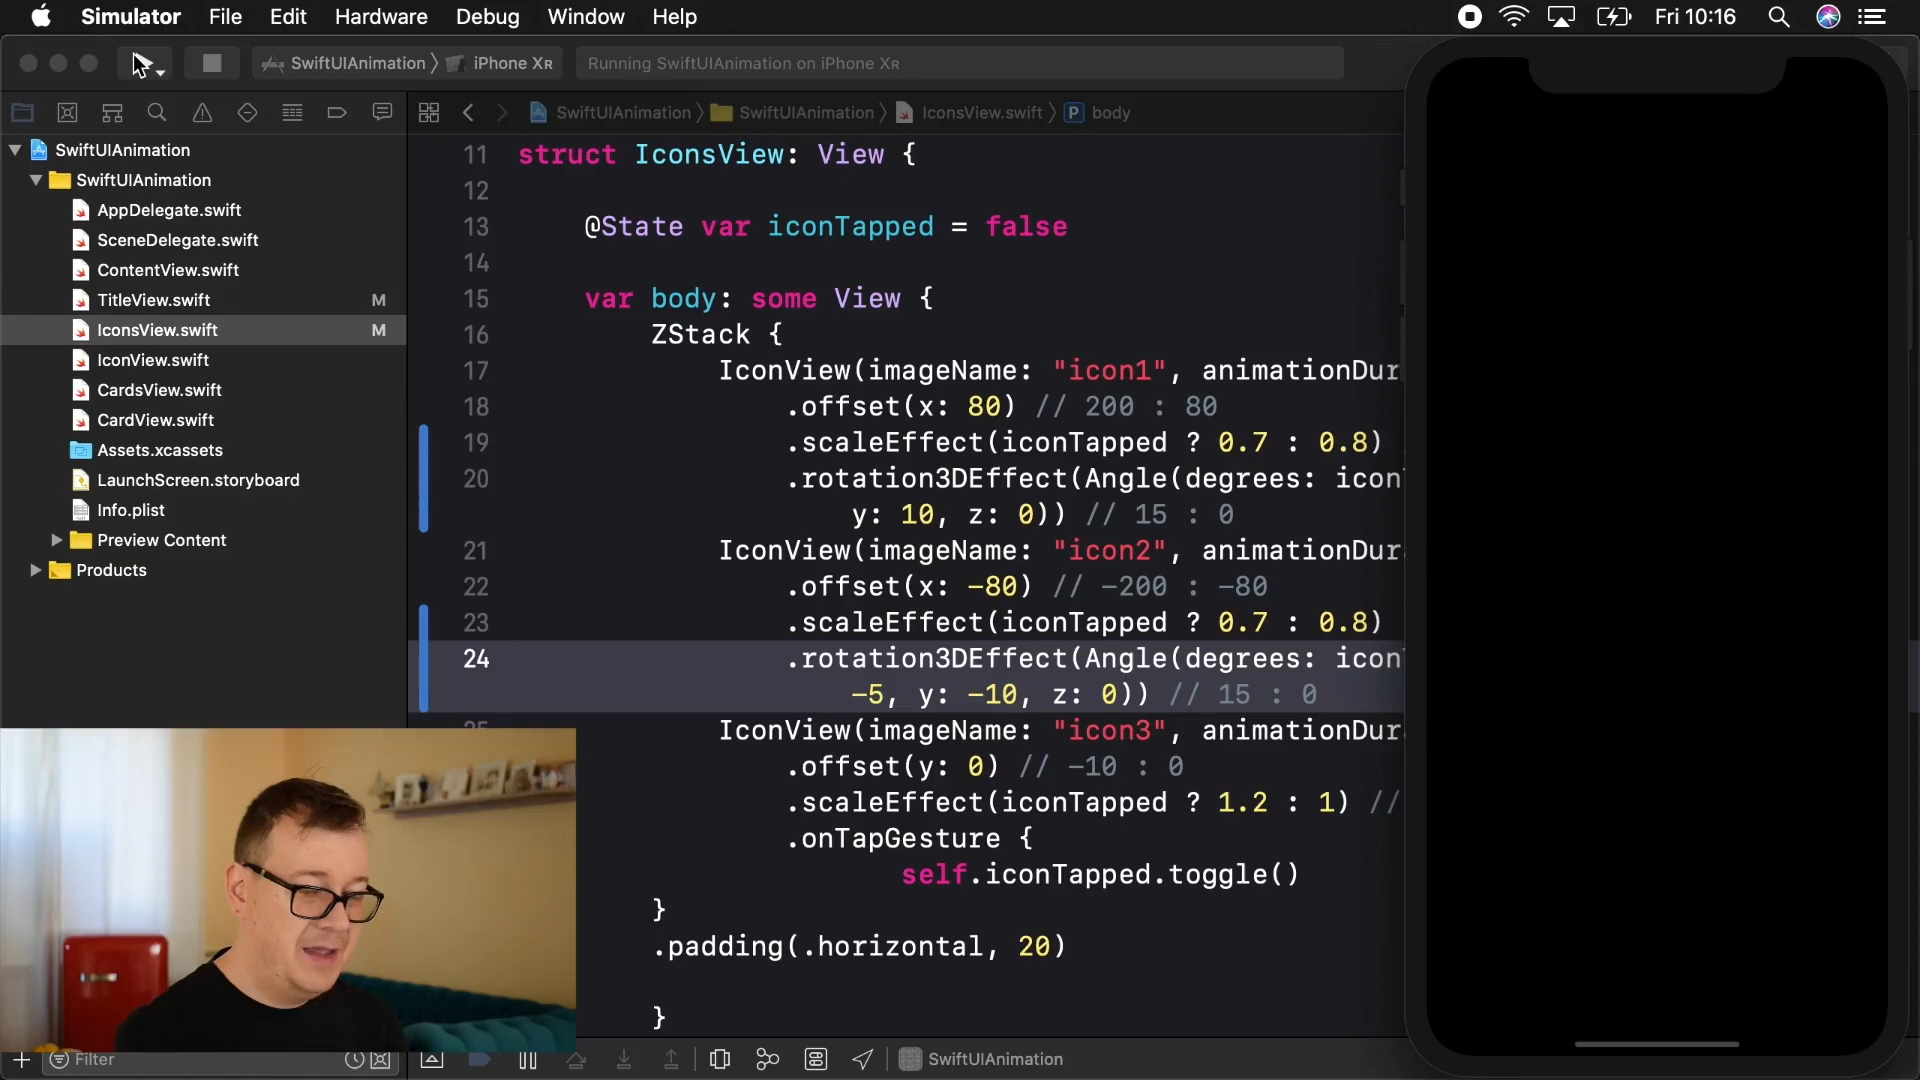 Simulator File Edit Hardware Debug Window Help Fri 10:16
SwiftUIAnimation iPhone XR Running SwiftUIAnimation on iPhone XR
SwiftUIAnimation SwiftUIAnimation IconsView.swift P body
SwiftUIAnimation
SwiftUIAnimation
AppDelegate.swift
SceneDelegate.swift
ContentView.swift
TitleView.swift M
IconsView.swift M
IconView.swift
CardsView.swift
CardView.swift
Assets.xcassets
LaunchScreen.storyboard
Info.plist
Preview Content
Products
11 struct IconsView: View {
12
13 @State var iconTapped = false
14
15 var body: some View {
16 ZStack {
17 IconView(imageName: "icon1", animationDur
18 .offset(x: 80) // 200 : 80
19 .scaleEffect(iconTapped ? 0.7 : 0.8)
20 .rotation3DEffect(Angle(degrees: icon
y: 10, z: 0)) // 15 : 0
21 IconView(imageName: "icon2", animationDur
22 .offset(x: -80) // -200 : -80
23 .scaleEffect(iconTapped ? 0.7 : 0.8)
24 .rotation3DEffect(Angle(degrees: icon
-5, y: -10, z: 0)) // 15 : 0
25 IconView(imageName: "icon3", animationDur
.offset(y: 0) // -10 : 0
.scaleEffect(iconTapped ? 1.2 : 1) //
.onTapGesture {
self.iconTapped.toggle()
}
.padding(.horizontal, 20)
}
Filter SwiftUIAnimation